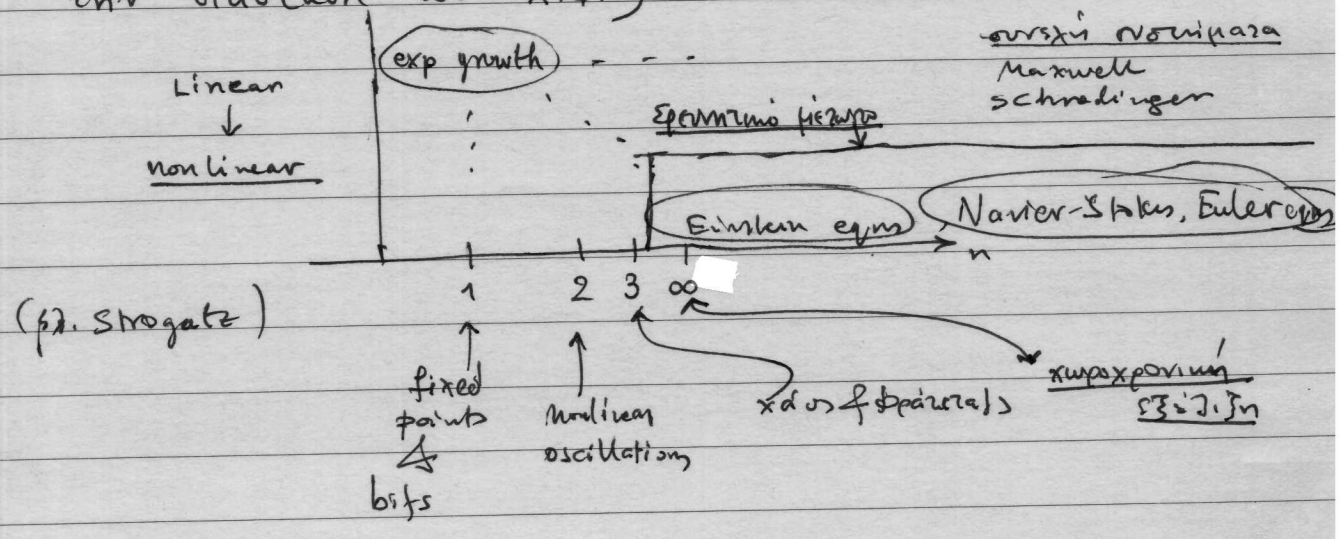 exp growth
συνεχή συστήματα
Maxwell
Schrodinger
Linear
ερευνητικό μέτωπο
nonlinear
Einstein eqns
Navier-Stokes, Euler eqns
n
1 2 3 ∞
(βλ. Strogatz)
fixed
points
&
bifs
nonlinear
oscillations
χάος & φράκταλς
χωροχρονική
εξέλιξη